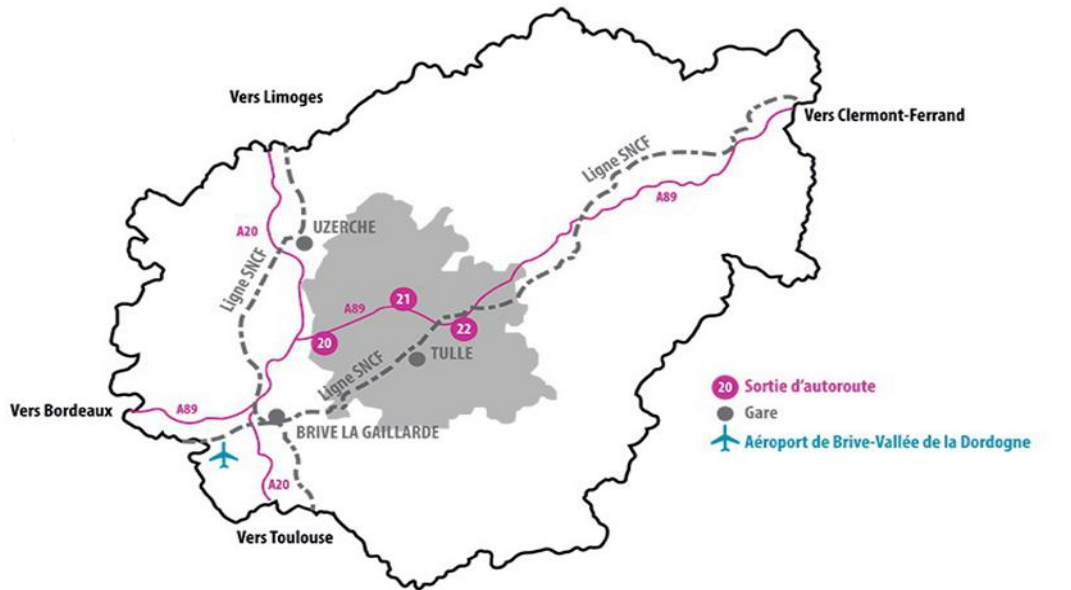 Vers Limoges
Vers Clermont-Ferrand
Ligne SNCF
A89
UZERCHE
A20
Ligne SNCF
21
A89
22
20
TULLE
Ligne SNCF
20 Sortie d'autoroute
Vers Bordeaux
A89
Gare
BRIVE LA GAILLARDE
Aéroport de Brive-Vallée de la Dordogne
A20
Vers Toulouse